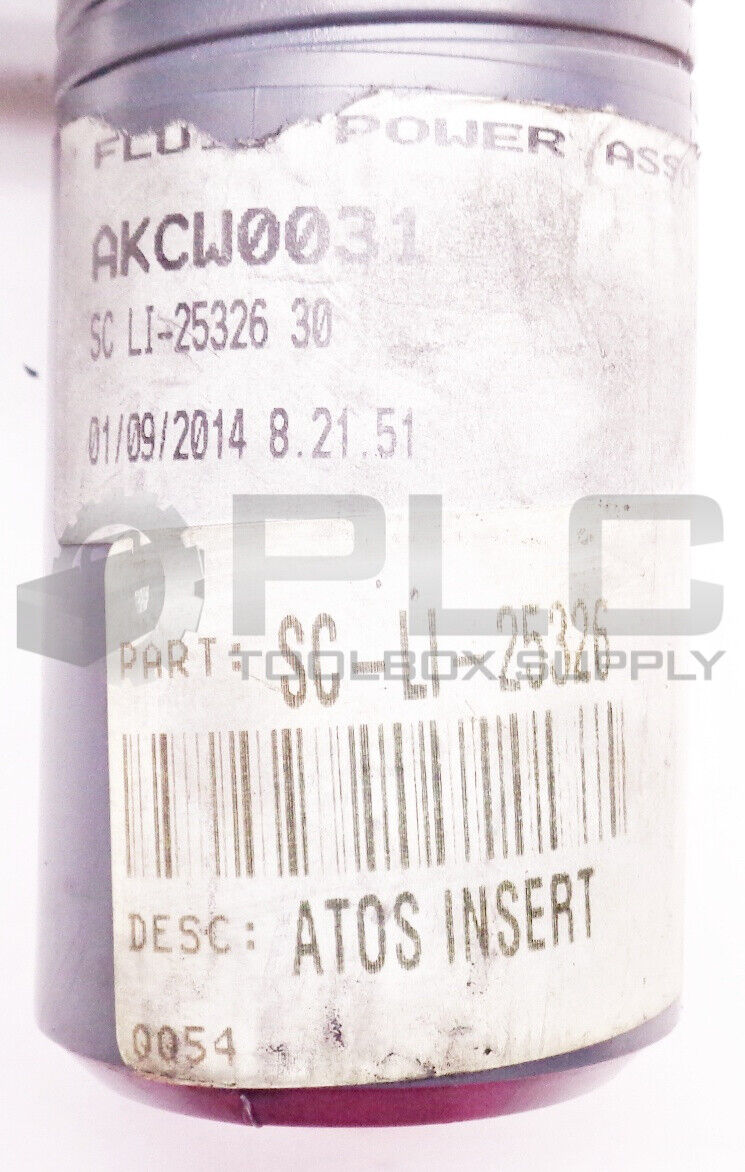 POWER ASS
AKCW0031
SC LI-25326 30
01/09/2014 8.21.51
PLC
TOOLBOX.SUPPLY
PART: SC-LI-25326
DESC: ATOS INSERT
0054